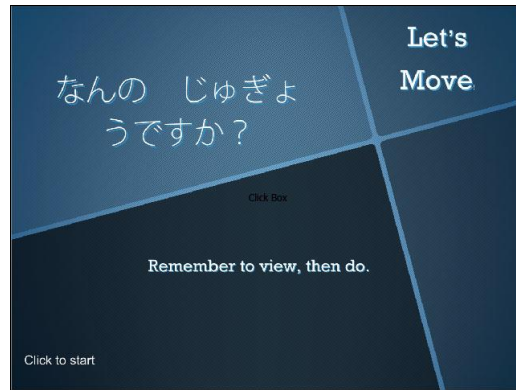 Let's
Move
なんの　じゅぎょ
うですか？
Click Box
Remember to view, then do.
Click to start